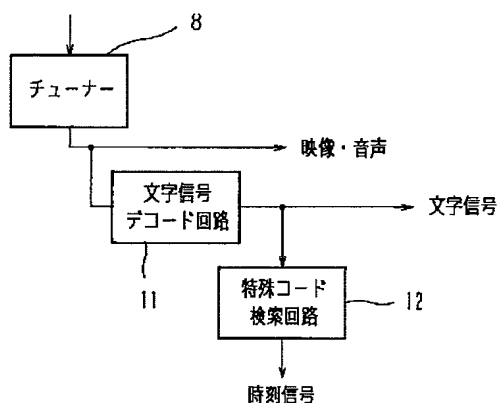 8
チューナー
映像・音声
文字信号
デコード回路
文字信号
11
特殊コード
検索回路
12
時刻信号